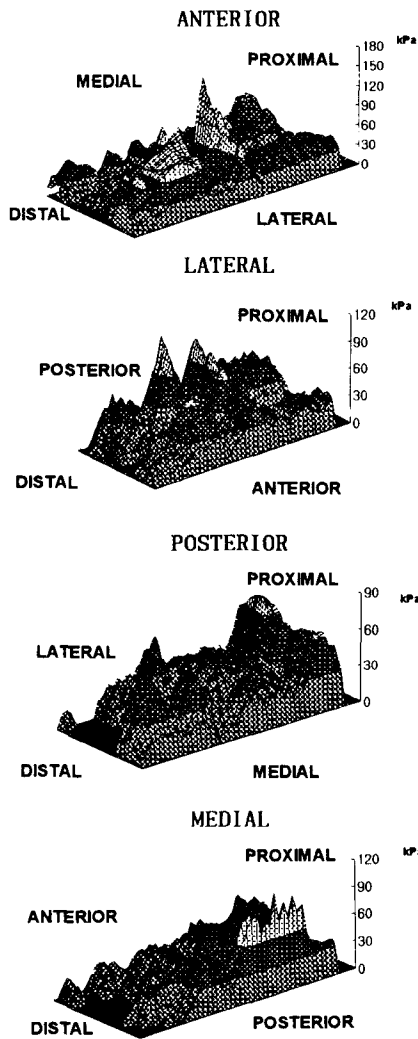 ANTERIOR
kPa
180
MEDIAL
PROXIMAL
150
120
90
60
30
0
DISTAL
LATERAL
LATERAL
PROXIMAL
kPa
120
90
POSTERIOR
60
30
0
DISTAL
ANTERIOR
POSTERIOR
PROXIMAL
90
kPa
LATERAL
60
30
0
DISTAL
MEDIAL
MEDIAL
PROXIMAL
kPa
120
ANTERIOR
90
60
30
0
DISTAL
POSTERIOR